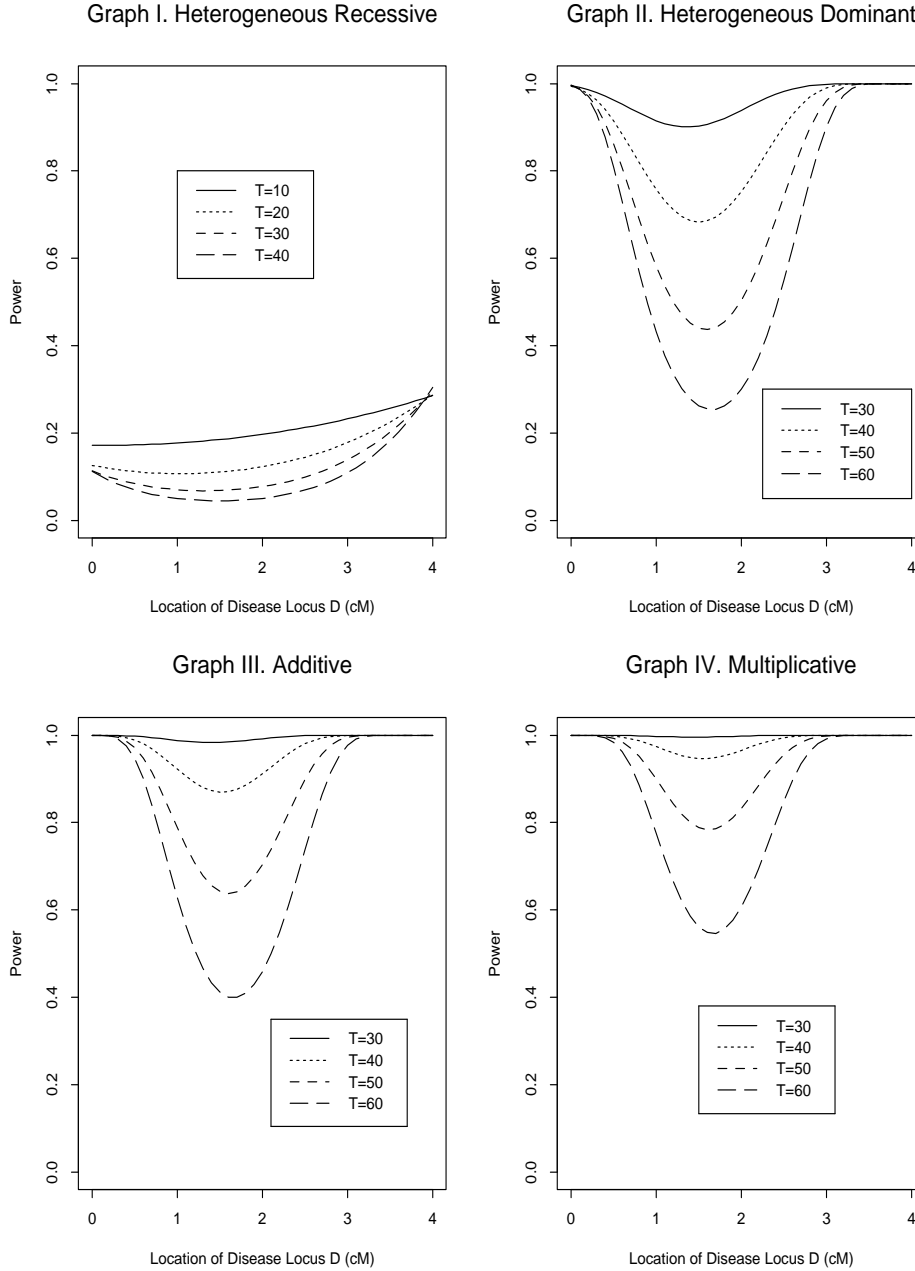 Graph I. Heterogeneous Recessive
Power
0.0 0.2 0.4 0.6 0.8 1.0
T=10
T=20
T=30
T=40
0 1 2 3 4
Location of Disease Locus D (cM)
Graph II. Heterogeneous Dominant
Power
0.0 0.2 0.4 0.6 0.8 1.0
T=30
T=40
T=50
T=60
0 1 2 3 4
Location of Disease Locus D (cM)
Graph III. Additive
Power
0.0 0.2 0.4 0.6 0.8 1.0
T=30
T=40
T=50
T=60
0 1 2 3 4
Location of Disease Locus D (cM)
Graph IV. Multiplicative
Power
0.0 0.2 0.4 0.6 0.8 1.0
T=30
T=40
T=50
T=60
0 1 2 3 4
Location of Disease Locus D (cM)